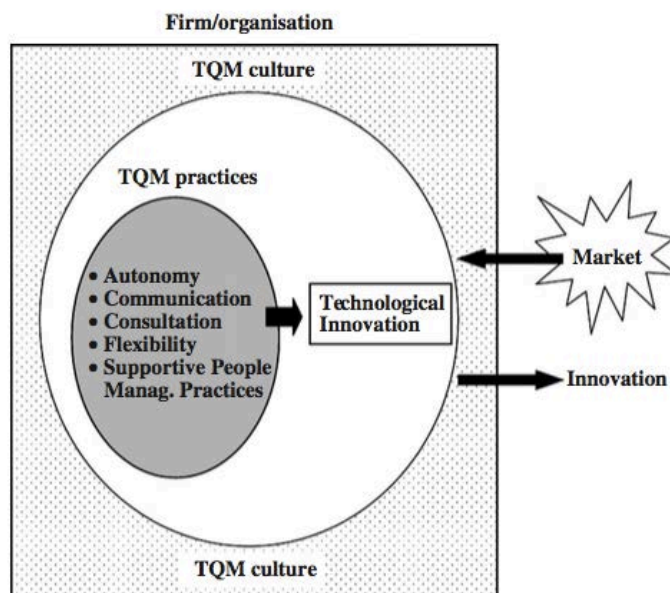 Firm/organisation
TQM culture
TQM practices
• Autonomy
• Communication
• Consultation
• Flexibility
• Supportive People
Manag. Practices
Technological
Innovation
Market
Innovation
TQM culture